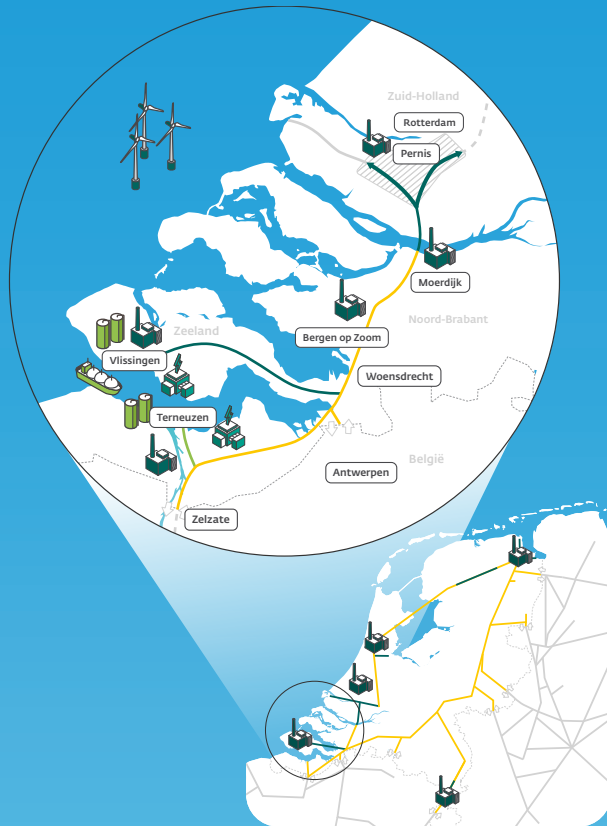 Zuid-Holland
Rotterdam
Pernis
Moerdijk
Noord-Brabant
Zeeland
Bergen op Zoom
Vlissingen
Woensdrecht
Terneuzen
België
Antwerpen
Zelzate